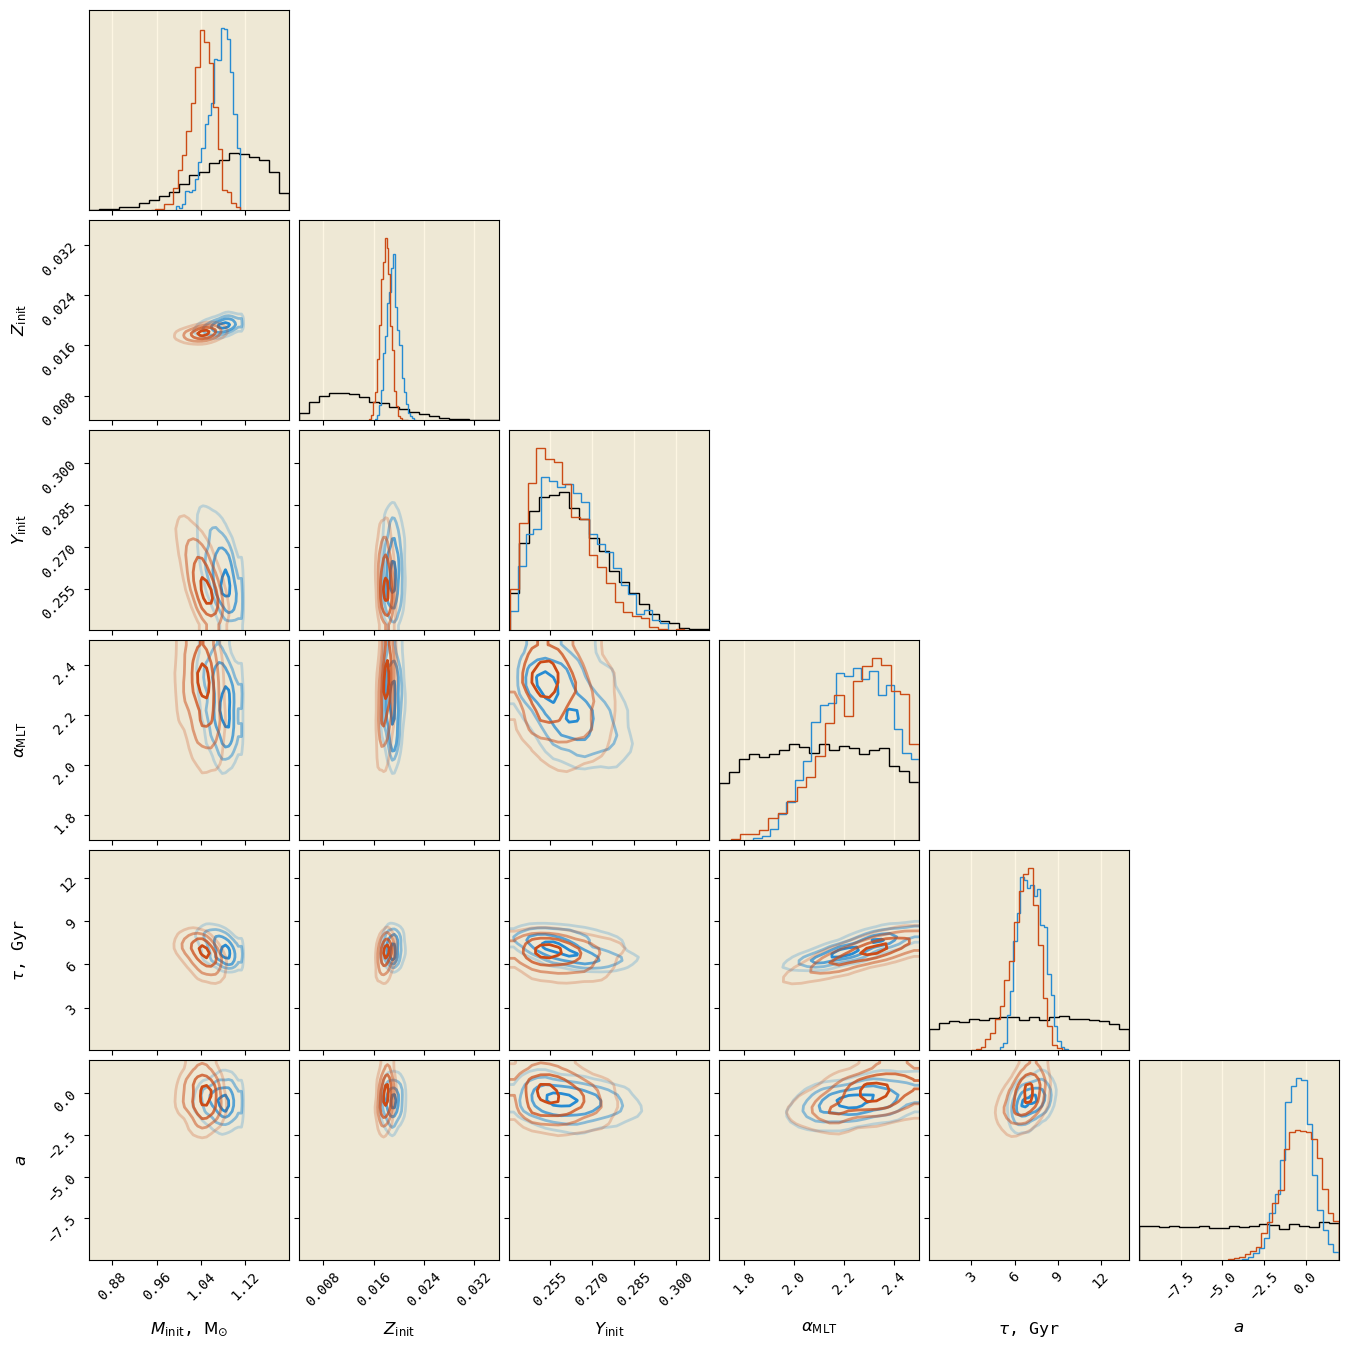 0.032
0.024
0.016
0.008
Z_init
0.300
0.285
0.270
0.255
Y_init
2.4
2.2
2.0
1.8
α_MLT
12
9
6
3
τ, Gyr
0.0
−2.5
−5.0
−7.5
a
0.88 0.96 1.04 1.12
0.008 0.016 0.024 0.032
0.255 0.270 0.285 0.300
1.8 2.0 2.2 2.4
3 6 9 12
−7.5 −5.0 −2.5 0.0
M_init, M_⊙
Z_init
Y_init
α_MLT
τ, Gyr
a